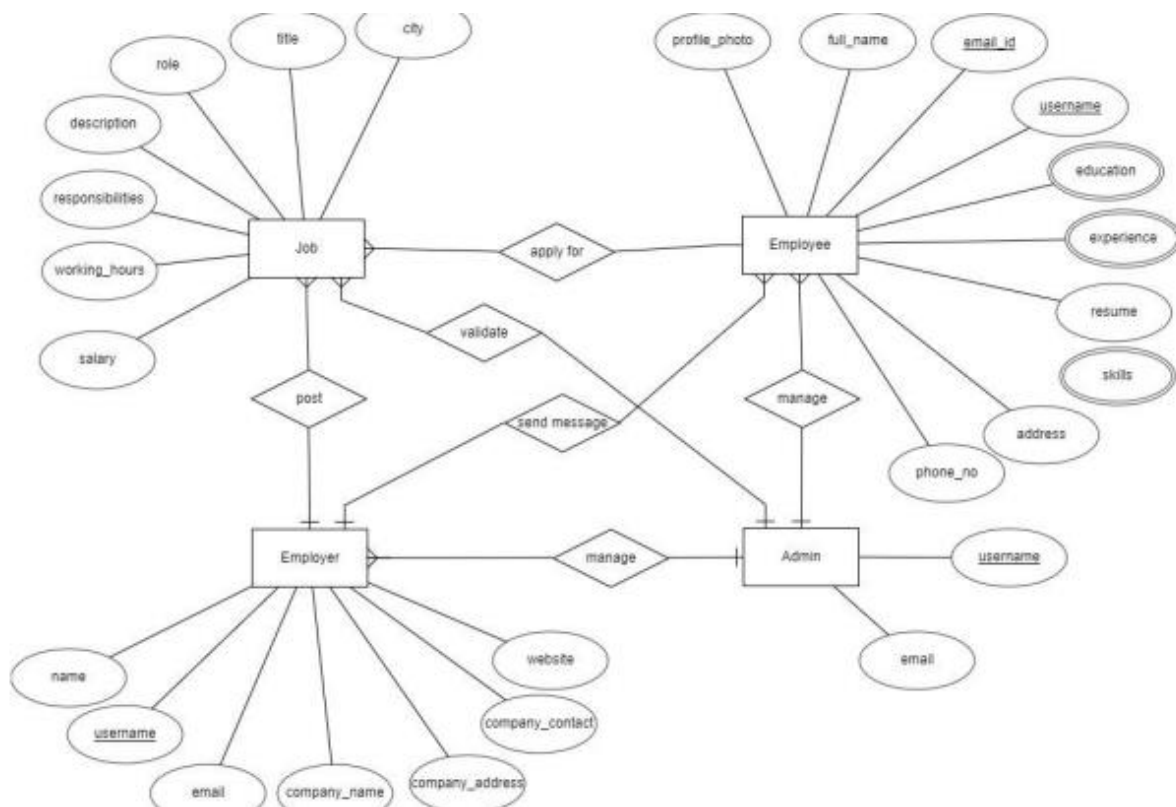 title
city
profile_photo
full_name
email_id
role
username
description
education
responsibilities
Job
apply for
Employee
experience
working_hours
resume
validate
salary
skills
post
manage
send message
address
phone_no
Employer
manage
Admin
username
website
email
name
company_contact
username
email
company_name
company_address